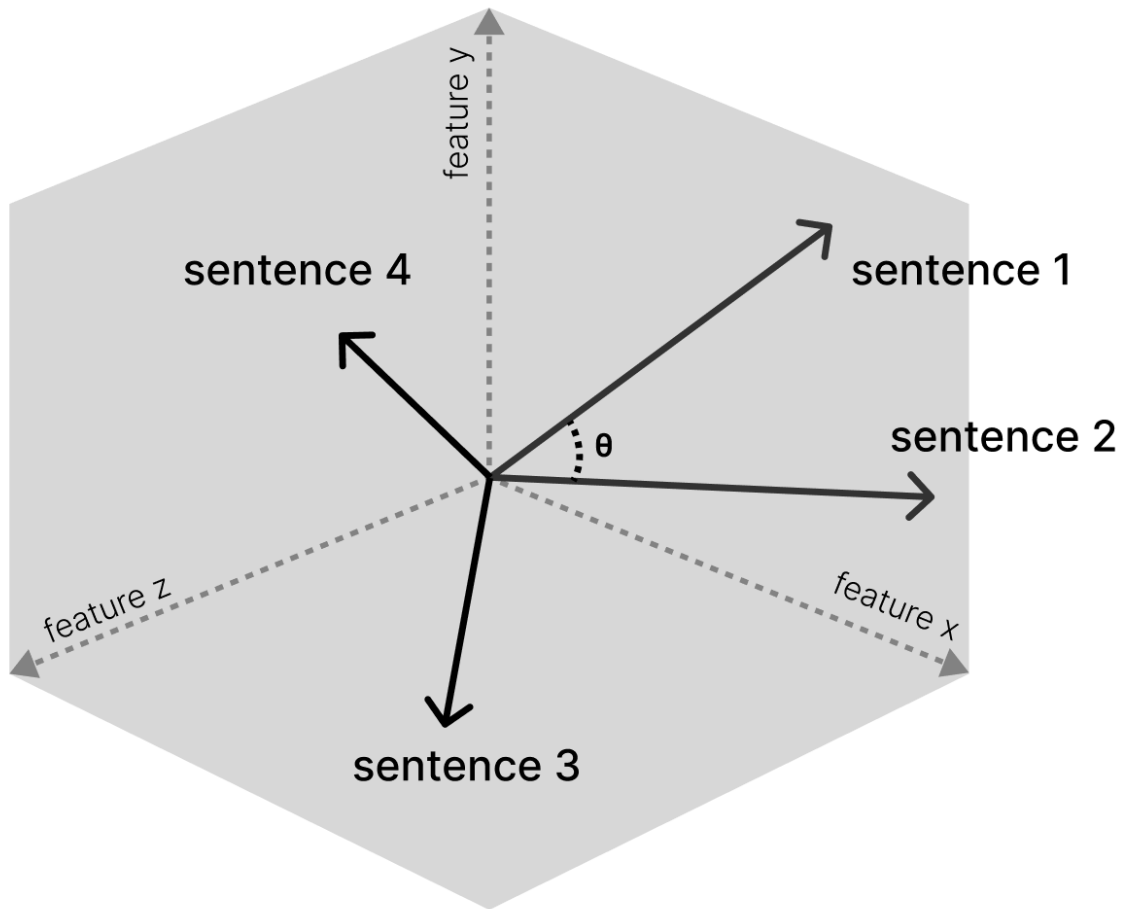 feature y
sentence 4
sentence 1
sentence 2
θ
feature z
feature x
sentence 3